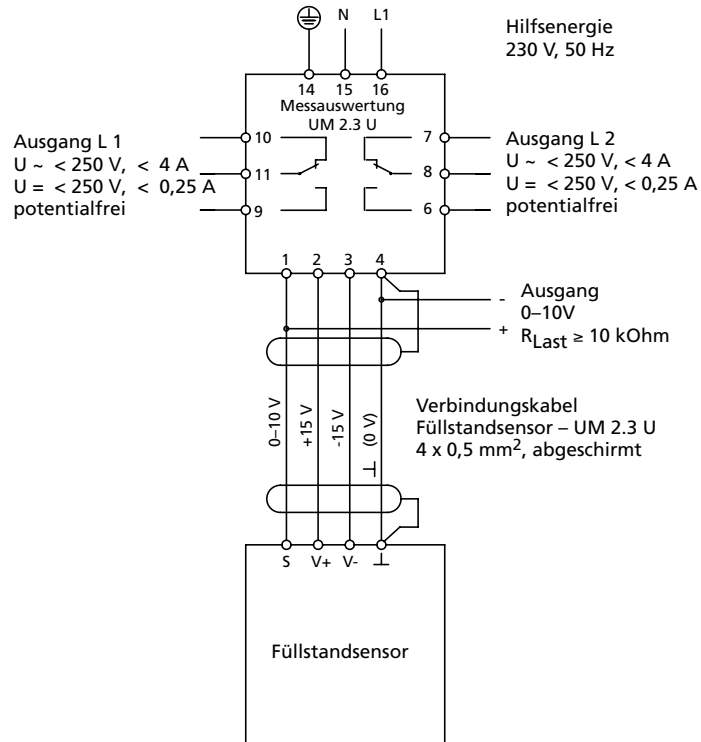 N L1
Hilfsenergie
230 V, 50 Hz
14 15 16
Messauswertung
UM 2.3 U
Ausgang L 1
U ~ < 250 V, < 4 A
U = < 250 V, < 0,25 A
potentialfrei
10
11
9
7
8
6
Ausgang L 2
U ~ < 250 V, < 4 A
U = < 250 V, < 0,25 A
potentialfrei
1 2 3 4
- Ausgang
0–10V
+ RLast ≥ 10 kOhm
0–10 V
+15 V
-15 V
⊥ (0 V)
Verbindungskabel
Füllstandsensor – UM 2.3 U
4 x 0,5 mm², abgeschirmt
S V+ V- ⊥
Füllstandsensor